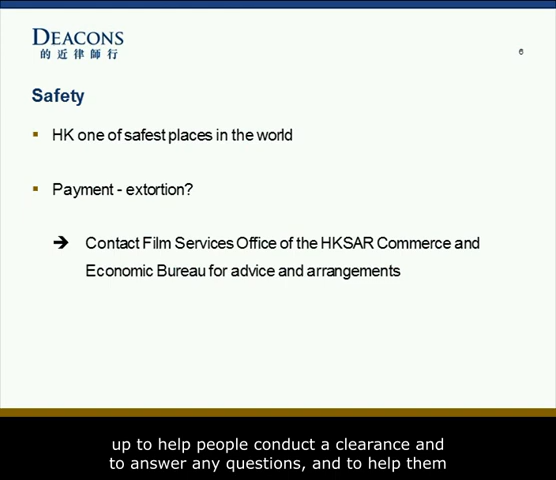 DEACONS
的近律師行
6
Safety
▪ HK one of safest places in the world
▪ Payment - extortion?
➔ Contact Film Services Office of the HKSAR Commerce and
Economic Bureau for advice and arrangements
up to help people conduct a clearance and
to answer any questions, and to help them